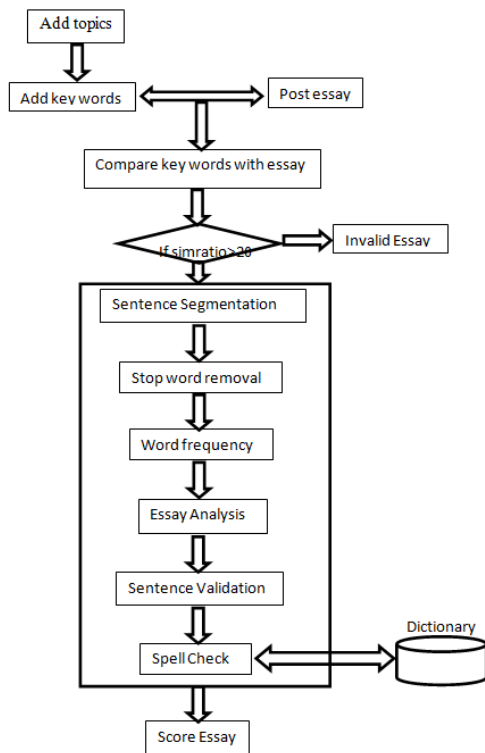 Add topics
Add key words
Post essay
Compare key words with essay
If simratio>20
Invalid Essay
Sentence Segmentation
Stop word removal
Word frequency
Essay Analysis
Sentence Validation
Dictionary
Spell Check
Score Essay